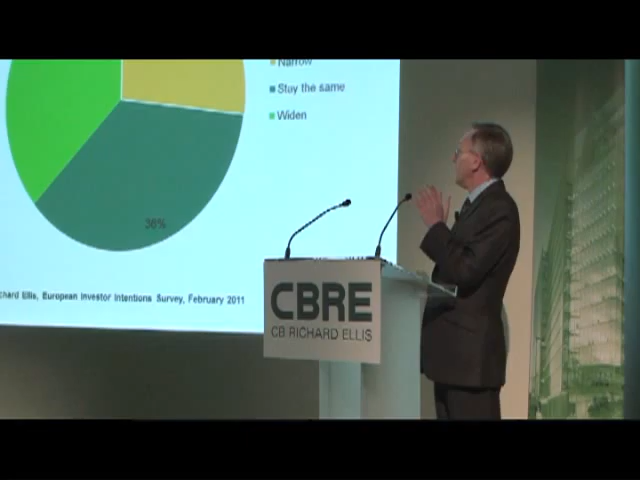 Narrow
Stay the same
Widen
36%
chard Ellis, European Investor Intentions Survey, February 2011
CBRE
CB RICHARD ELLIS